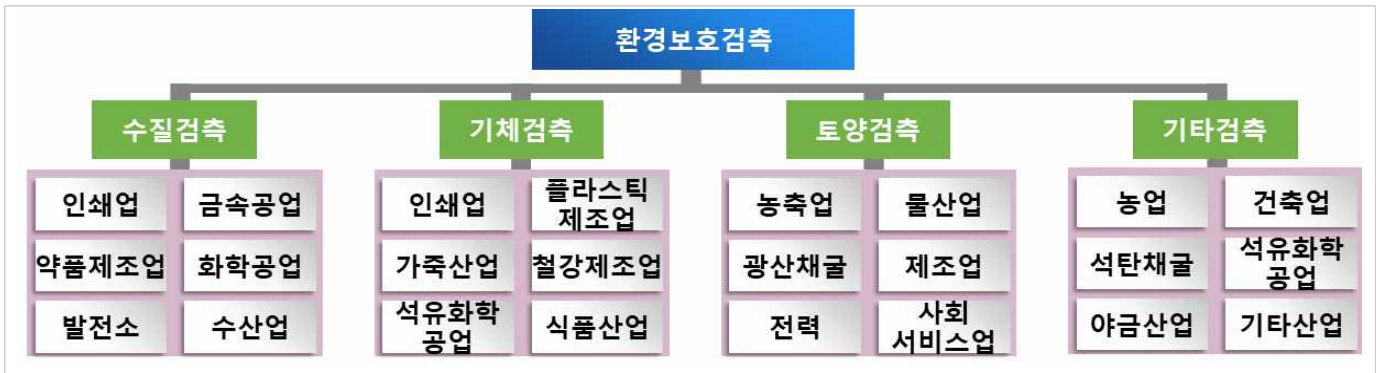 환경보호검측
수질검측
인쇄업
금속공업
약품제조업
화학공업
발전소
수산업
기체검측
인쇄업
플라스틱
제조업
가죽산업
철강제조업
석유화학
공업
식품산업
토양검측
농축업
물산업
광산채굴
제조업
전력
사회
서비스업
기타검측
농업
건축업
석탄채굴
석유화학
공업
야금산업
기타산업